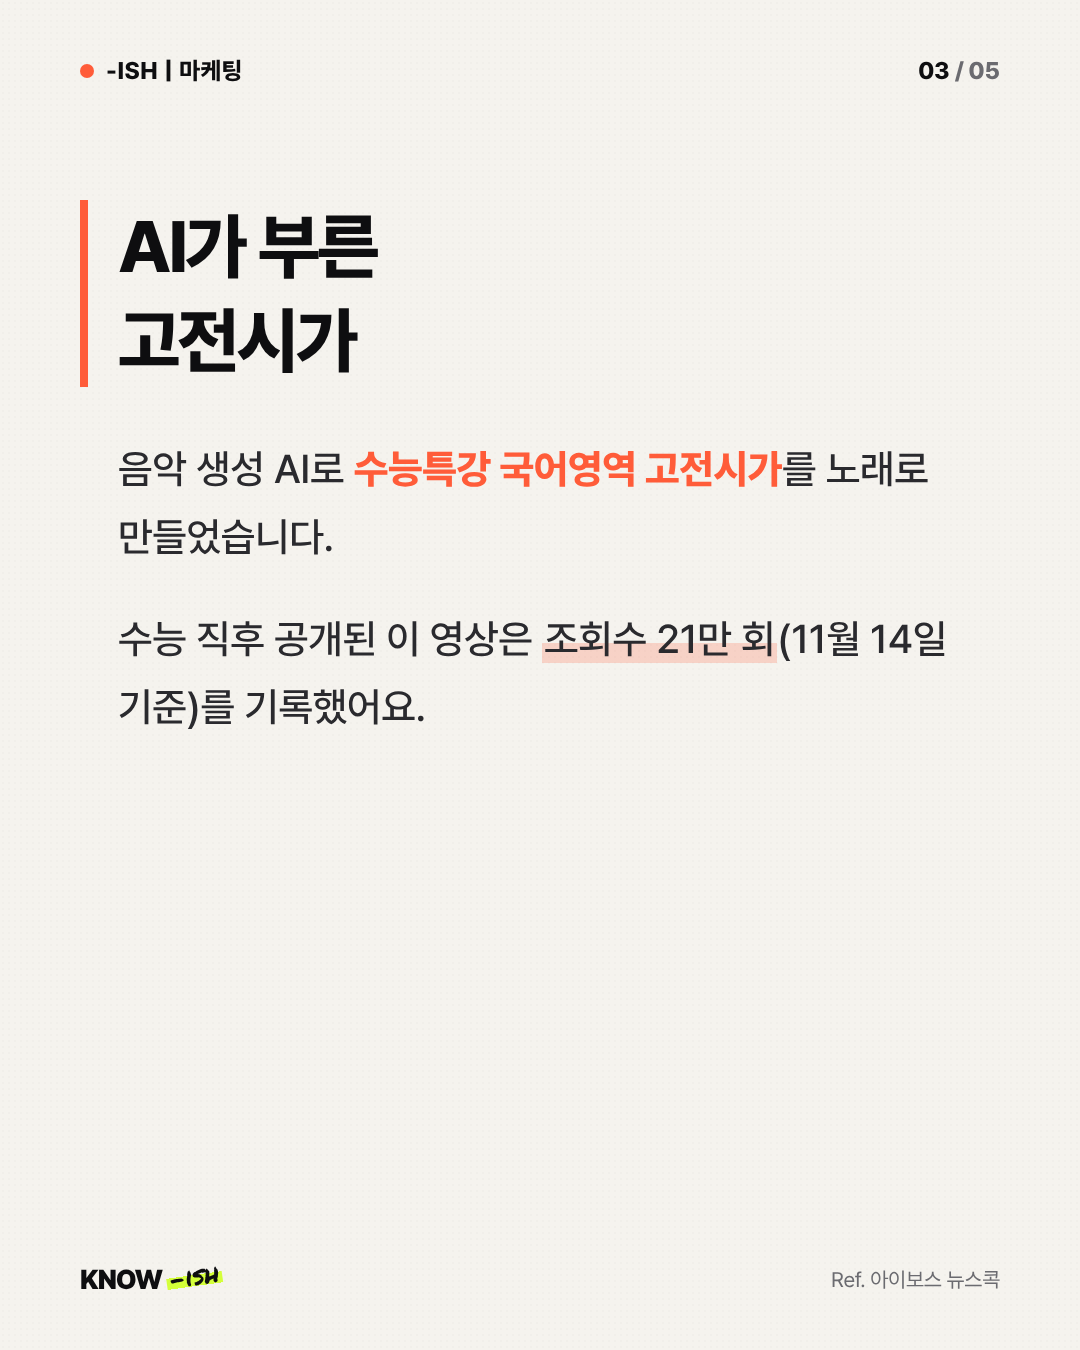 -ISH | 마케팅
03 / 05
AI가 부른
고전시가
음악 생성 AI로 수능특강 국어영역 고전시가를 노래로
만들었습니다.
수능 직후 공개된 이 영상은 조회수 21만 회(11월 14일
기준)를 기록했어요.
KNOW -ISH
Ref. 아이보스 뉴스콕